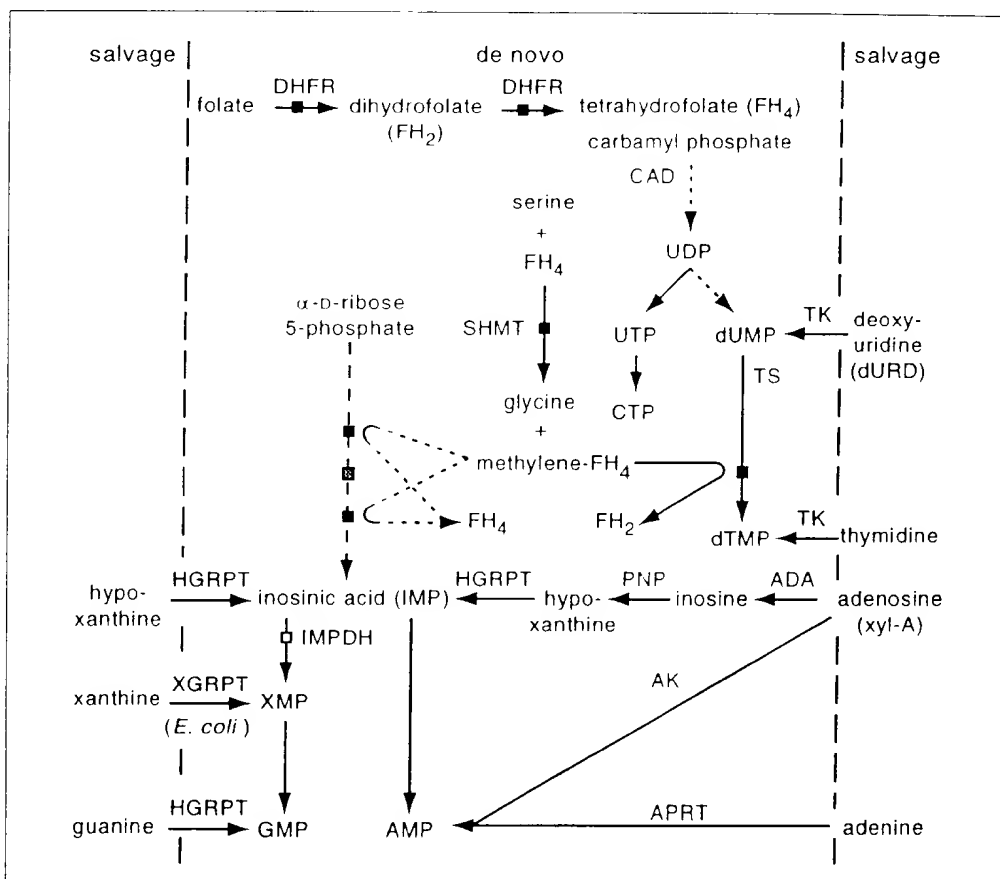 salvage
de novo
salvage
DHFR
DHFR
folate
dihydrofolate
(FH2)
tetrahydrofolate (FH4)
carbamyl phosphate
CAD
serine
+
FH4
UDP
α-D-ribose
5-phosphate
SHMT
UTP
dUMP
TK
deoxy-
uridine
(dURD)
TS
glycine
+
CTP
methylene-FH4
FH4
FH2
dTMP
TK
thymidine
hypo-
xanthine
HGRPT
inosinic acid (IMP)
HGRPT
hypo-
xanthine
PNP
inosine
ADA
adenosine
(xyl-A)
IMPDH
AK
xanthine
XGRPT
(E. coli)
XMP
guanine
HGRPT
GMP
AMP
APRT
adenine